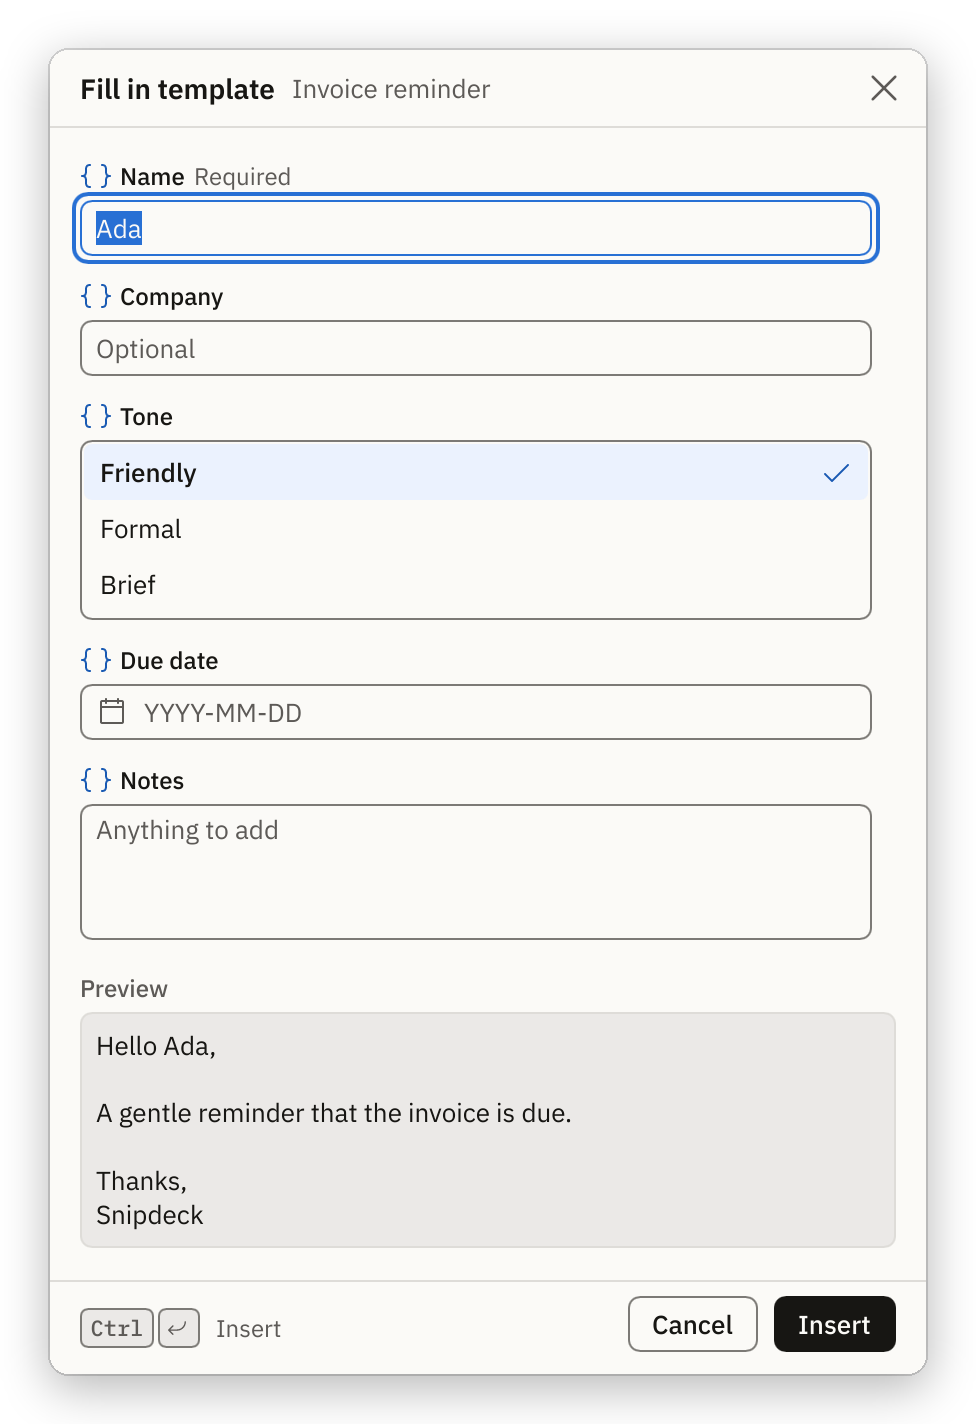 Fill in template Invoice reminder
{ } Name Required
Ada
{ } Company
Optional
{ } Tone
Friendly
Formal
Brief
{ } Due date
YYYY-MM-DD
{ } Notes
Anything to add
Preview
Hello Ada,
A gentle reminder that the invoice is due.
Thanks,
Snipdeck
Ctrl Insert Cancel Insert